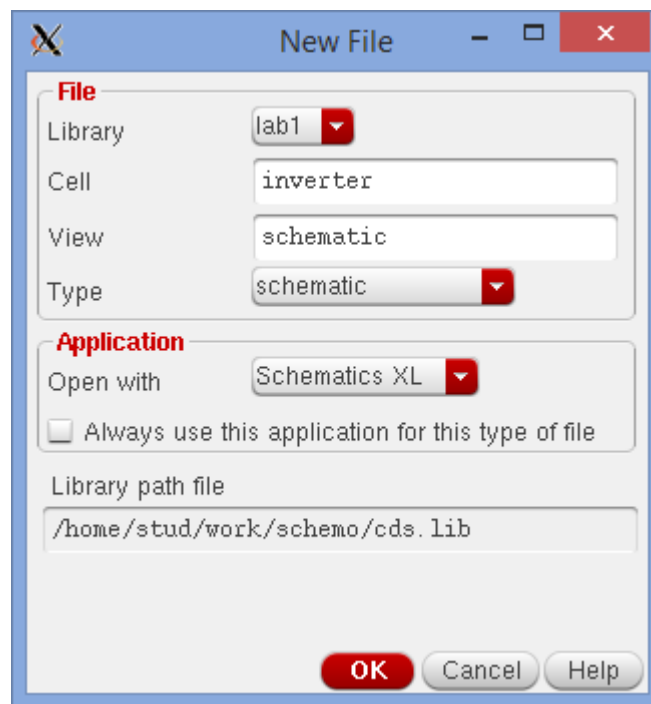 New File
File
Library lab1
Cell inverter
View schematic
Type schematic
Application
Open with Schematics XL
Always use this application for this type of file
Library path file
/home/stud/work/schemo/cds.lib
OK Cancel Help